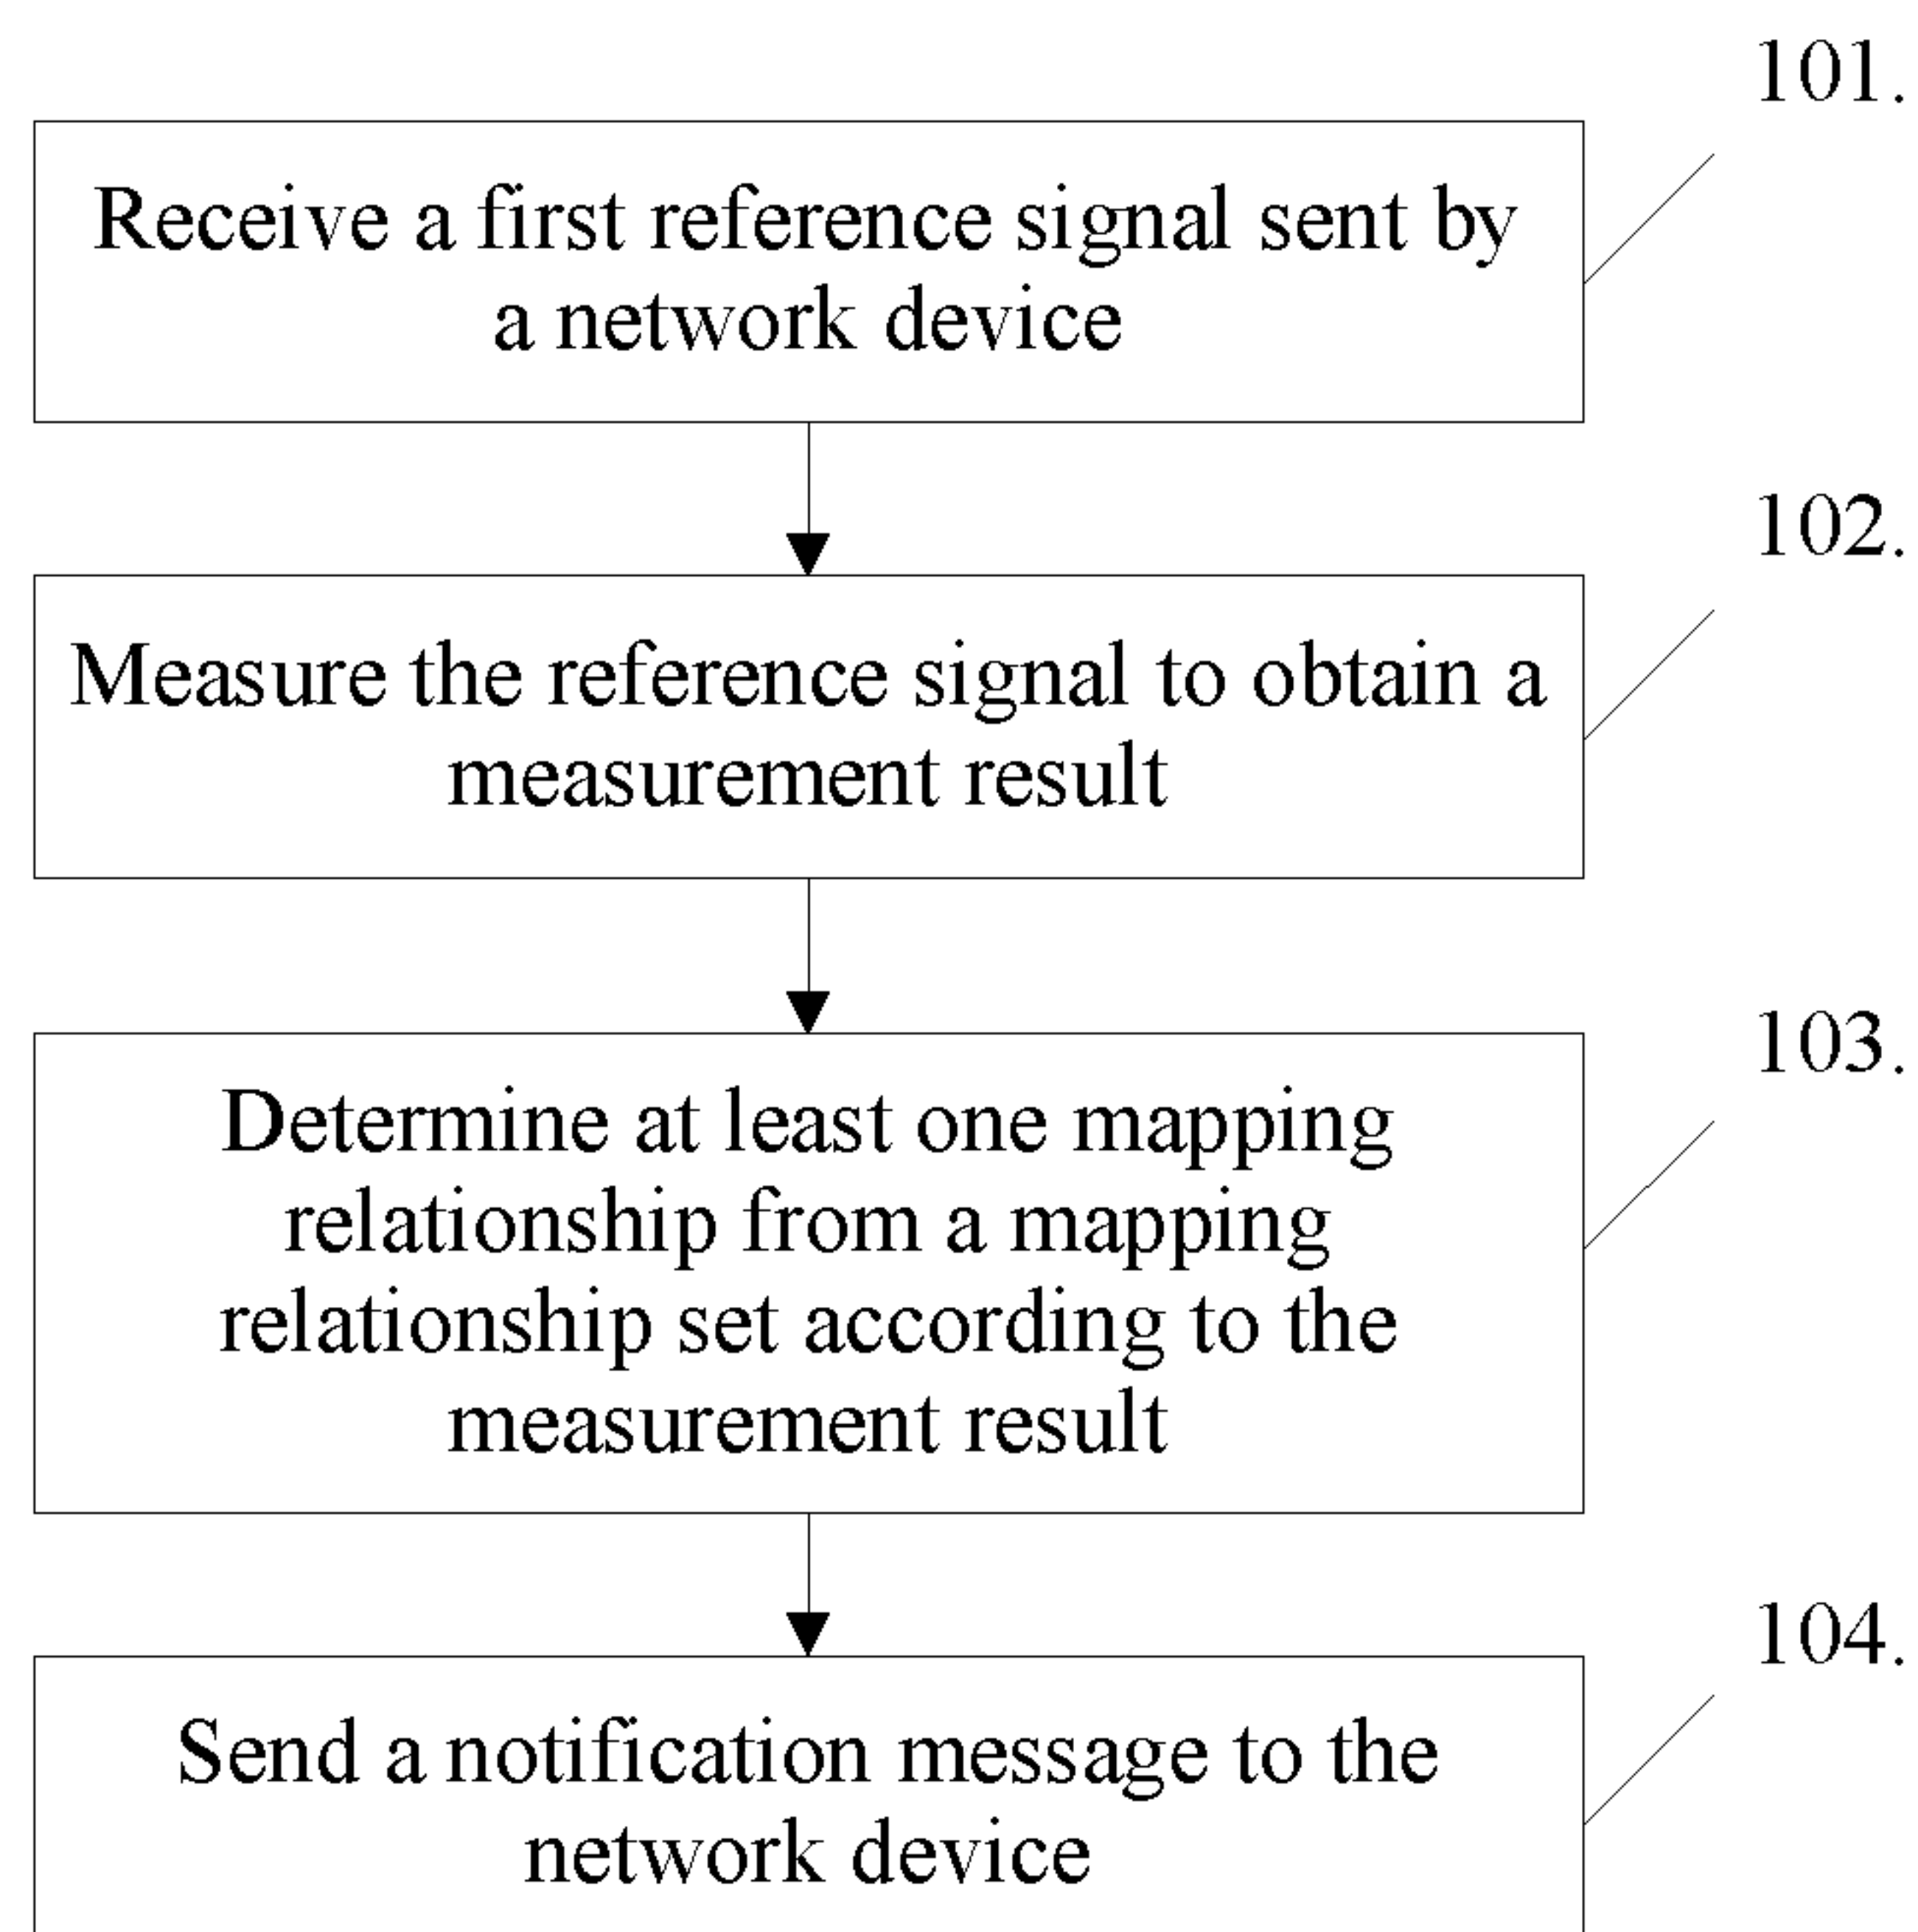 101.
Receive a first reference signal sent by
a network device
102.
Measure the reference signal to obtain a
measurement result
103.
Determine at least one mapping
relationship from a mapping
relationship set according to the
measurement result
104.
Send a notification message to the
network device